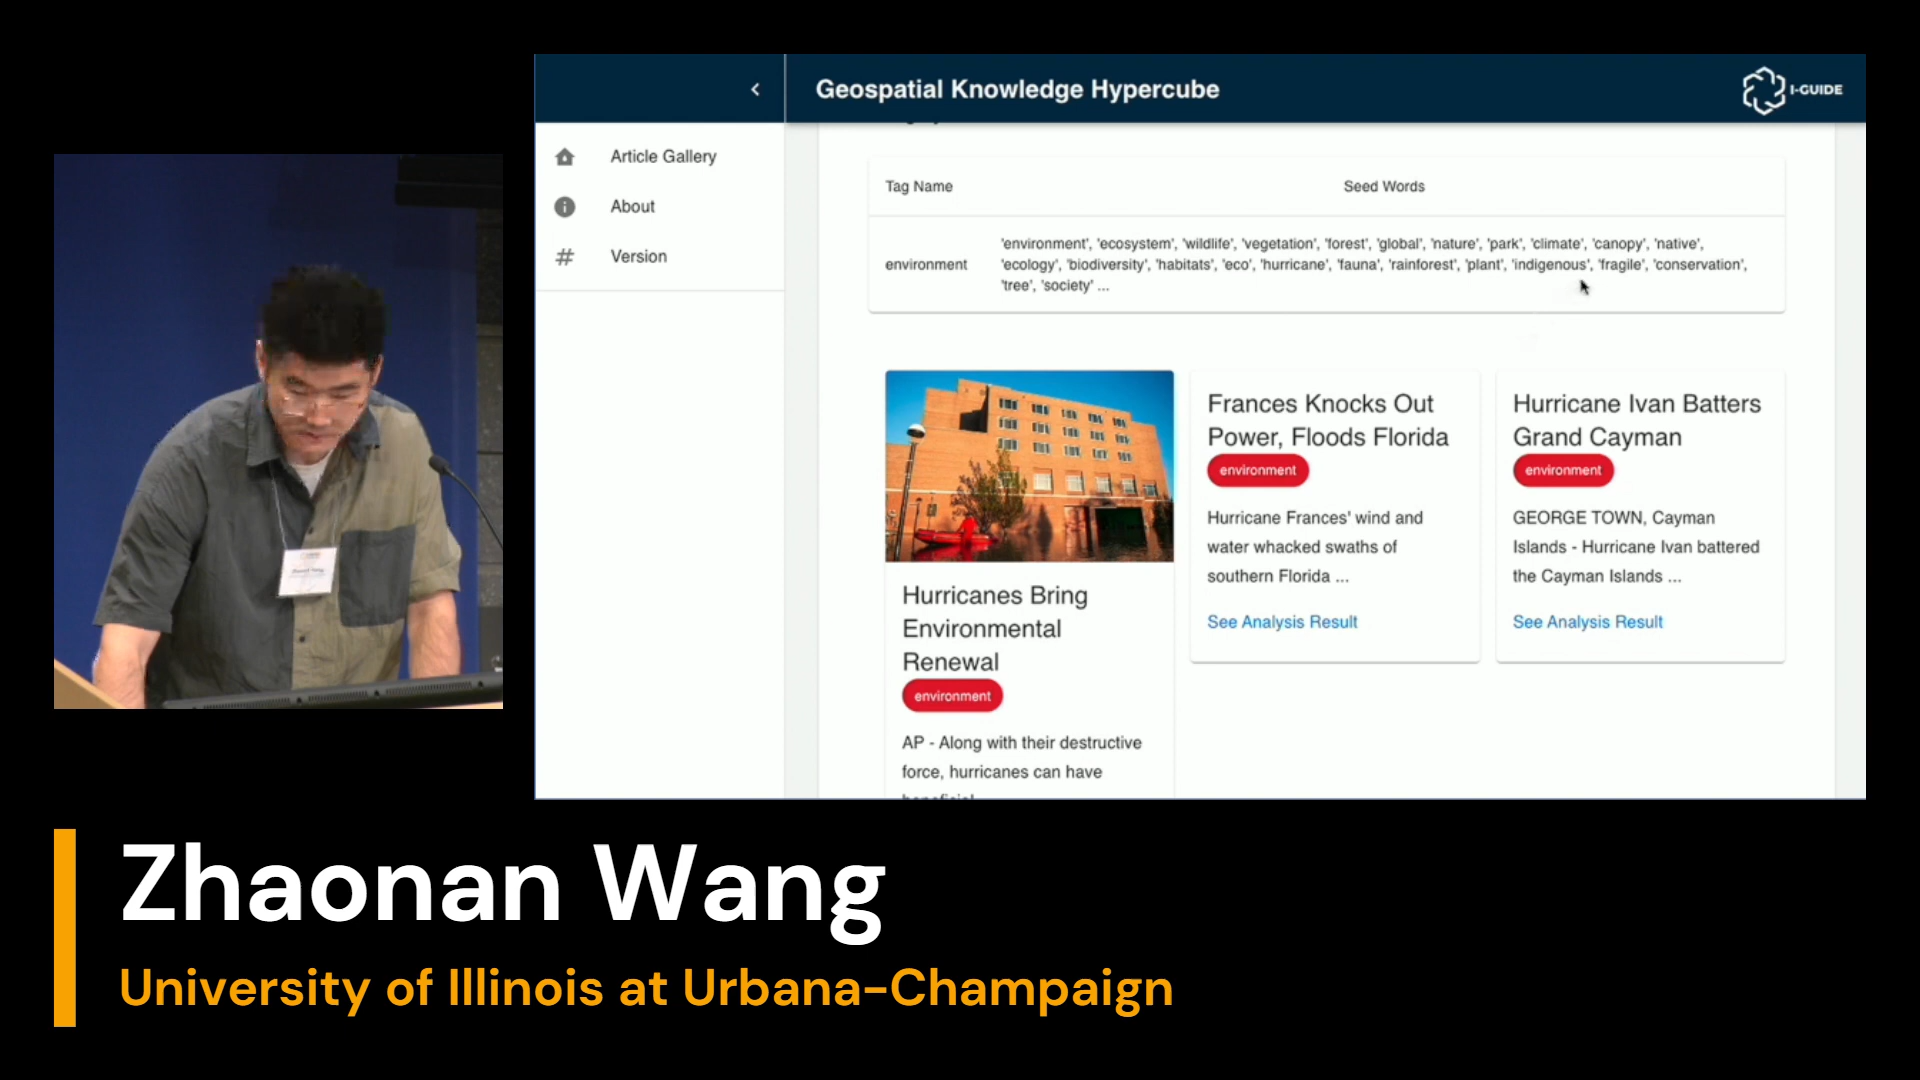 Geospatial Knowledge Hypercube
I-GUIDE
Article Gallery
About
Version
Tag Name
Seed Words
environment
'environment', 'ecosystem', 'wildlife', 'vegetation', 'forest', 'global', 'nature', 'park', 'climate', 'canopy', 'native',
'ecology', 'biodiversity', 'habitats', 'eco', 'hurricane', 'fauna', 'rainforest', 'plant', 'indigenous', 'fragile', 'conservation',
'tree', 'society' ...
Hurricanes Bring
Environmental
Renewal
environment
AP - Along with their destructive
force, hurricanes can have
Frances Knocks Out
Power, Floods Florida
environment
Hurricane Frances' wind and
water whacked swaths of
southern Florida ...
See Analysis Result
Hurricane Ivan Batters
Grand Cayman
environment
GEORGE TOWN, Cayman
Islands - Hurricane Ivan battered
the Cayman Islands ...
See Analysis Result
Zhaonan Wang
University of Illinois at Urbana-Champaign